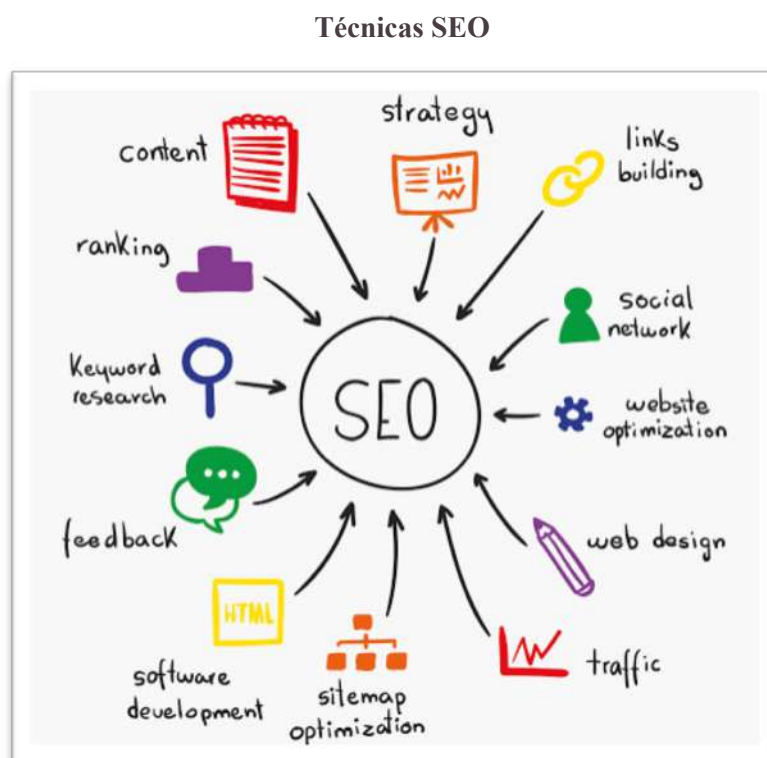 Técnicas SEO
strategy
content
links
building
ranking
social
network
Keyword
research
SEO
website
optimization
feedback
web design
HTML
traffic
software
development
sitemap
optimization